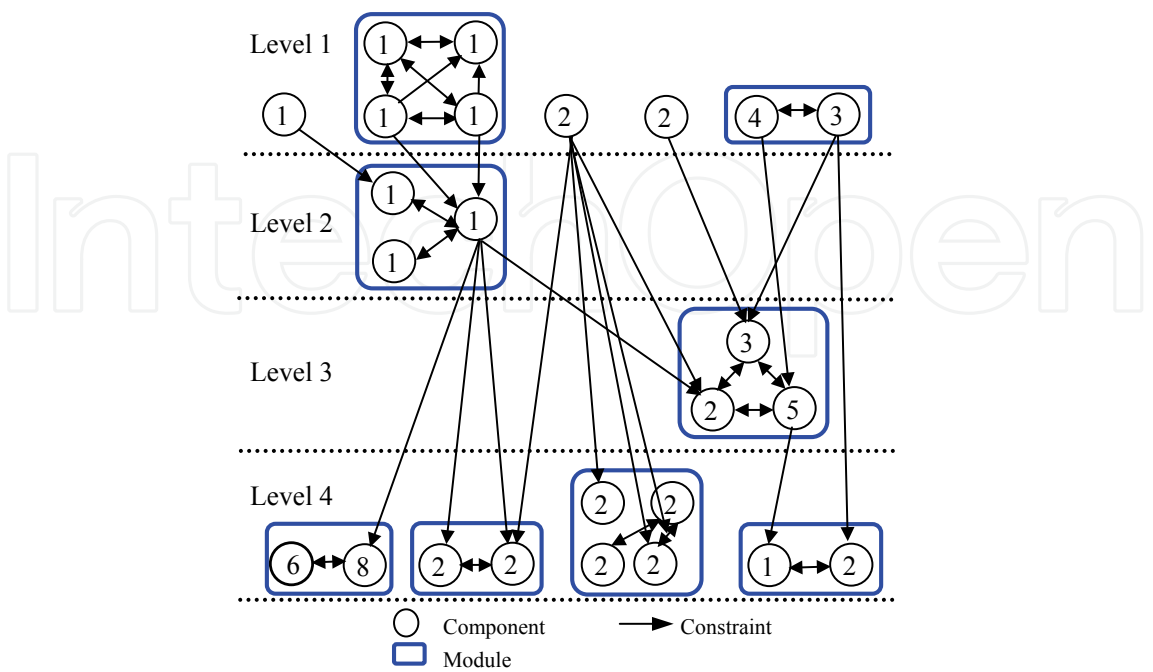 Level 1
1 1
1 1
1 2 2 4 3
IntechOpen
Level 2
1
1
1
Level 3
3
2 5
Level 4
2 2
6 8 2 2 2 2 1 2
Component Constraint
Module